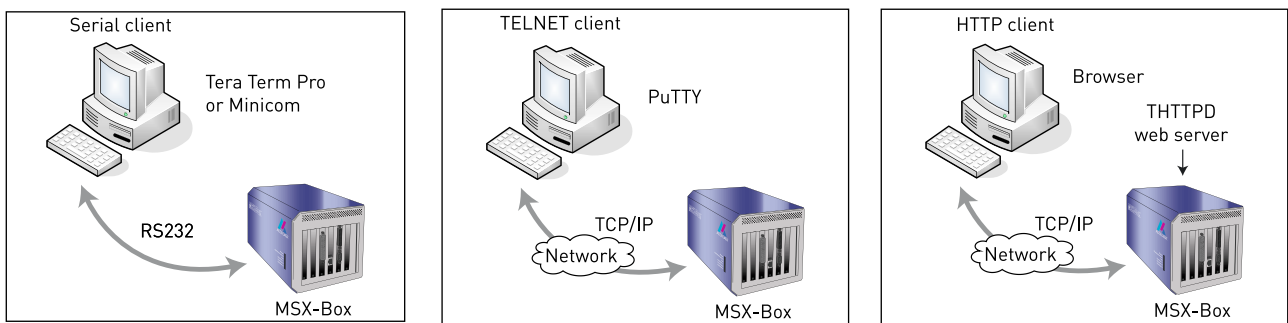 Serial client
Tera Term Pro
or Minicom
RS232
MSX-Box
TELNET client
PuTTY
TCP/IP
Network
MSX-Box
HTTP client
Browser
THTTPD
web server
TCP/IP
Network
MSX-Box